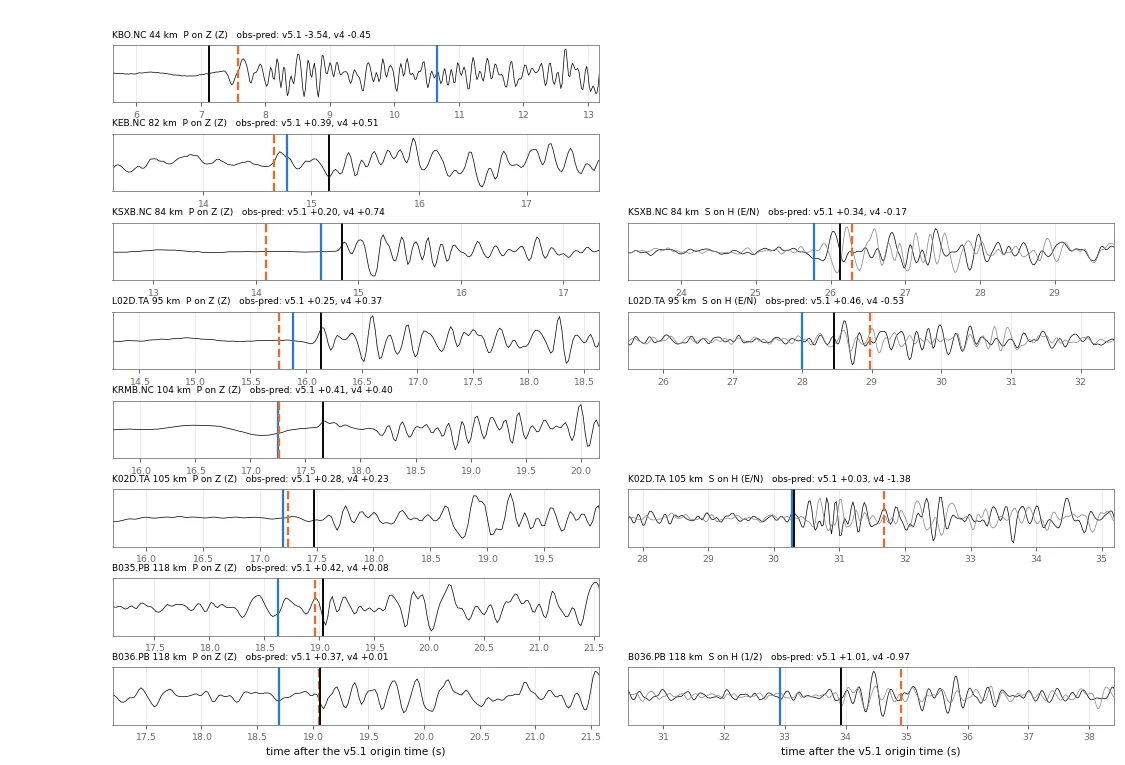 KBO.NC 44 km  P on Z (Z)   obs-pred: v5.1 -3.54, v4 -0.45
6 7 8 9 10 11 12 13
KEB.NC 82 km  P on Z (Z)   obs-pred: v5.1 +0.39, v4 +0.51
14 15 16 17
KSXB.NC 84 km  P on Z (Z)   obs-pred: v5.1 +0.20, v4 +0.74
13 14 15 16 17
KSXB.NC 84 km  S on H (E/N)   obs-pred: v5.1 +0.34, v4 -0.17
24 25 26 27 28 29
L02D.TA 95 km  P on Z (Z)   obs-pred: v5.1 +0.25, v4 +0.37
14.5 15.0 15.5 16.0 16.5 17.0 17.5 18.0 18.5
L02D.TA 95 km  S on H (E/N)   obs-pred: v5.1 +0.46, v4 -0.53
26 27 28 29 30 31 32
KRMB.NC 104 km  P on Z (Z)   obs-pred: v5.1 +0.41, v4 +0.40
16.0 16.5 17.0 17.5 18.0 18.5 19.0 19.5 20.0
K02D.TA 105 km  P on Z (Z)   obs-pred: v5.1 +0.28, v4 +0.23
16.0 16.5 17.0 17.5 18.0 18.5 19.0 19.5
K02D.TA 105 km  S on H (E/N)   obs-pred: v5.1 +0.03, v4 -1.38
28 29 30 31 32 33 34 35
B035.PB 118 km  P on Z (Z)   obs-pred: v5.1 +0.42, v4 +0.08
17.5 18.0 18.5 19.0 19.5 20.0 20.5 21.0 21.5
B036.PB 118 km  P on Z (Z)   obs-pred: v5.1 +0.37, v4 +0.01
17.5 18.0 18.5 19.0 19.5 20.0 20.5 21.0 21.5
time after the v5.1 origin time (s)
B036.PB 118 km  S on H (1/2)   obs-pred: v5.1 +1.01, v4 -0.97
31 32 33 34 35 36 37 38
time after the v5.1 origin time (s)